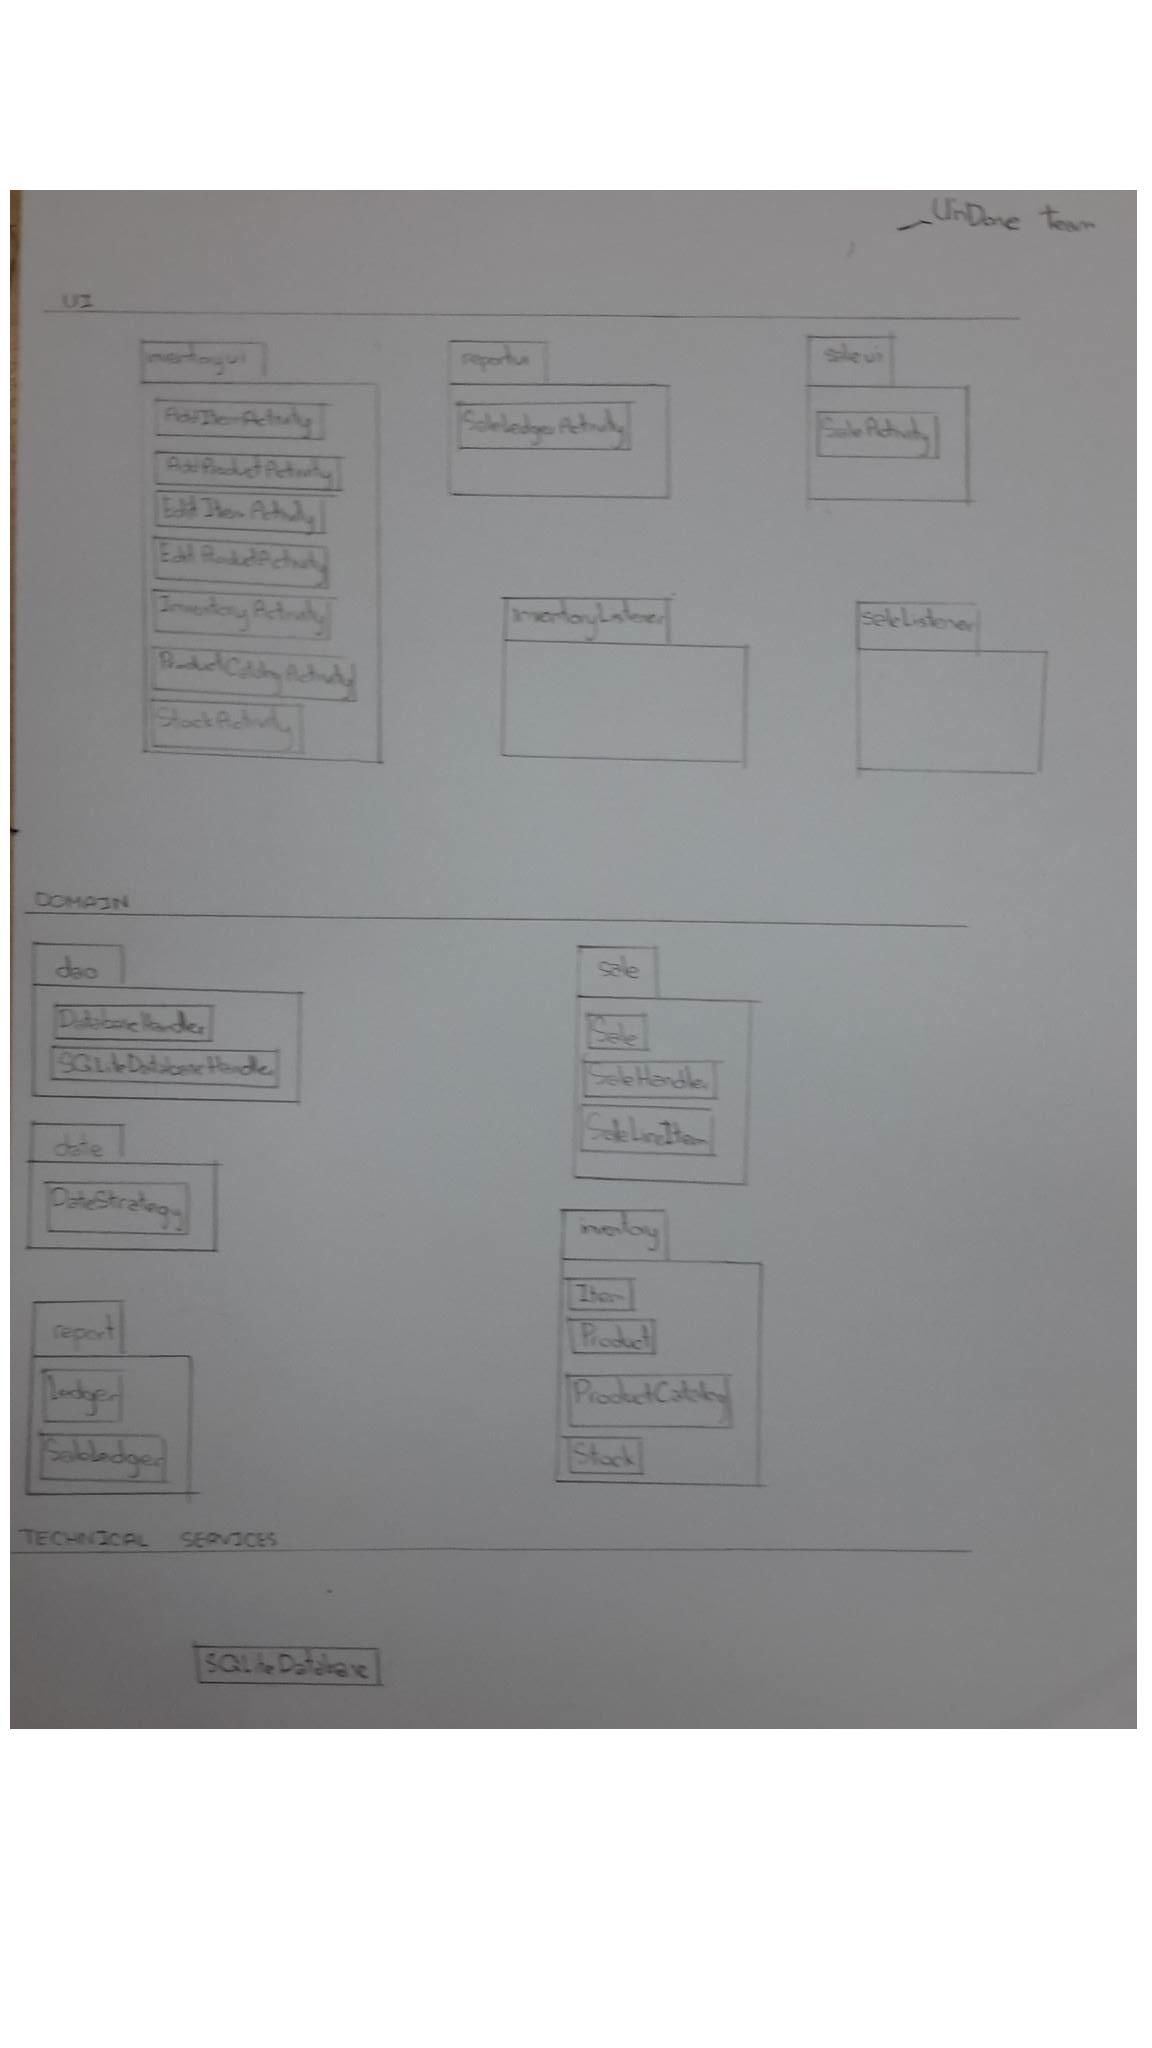 UnDone team
UI
inventoryui
AddItemActivity
AddProductActivity
EditItemActivity
EditProductActivity
InventoryActivity
ProductCatalogActivity
StockActivity
reportui
SaleLedgerActivity
saleui
SaleActivity
inventoryListener
saleListener
DOMAIN
dao
DatabaseHandler
SQLiteDatabaseHandler
date
DateStrategy
report
Ledger
SaleLedger
sale
Sale
SaleHandler
SaleLineItem
inventory
Item
Product
ProductCatalog
Stock
TECHNICAL SERVICES
SQLiteDatabase